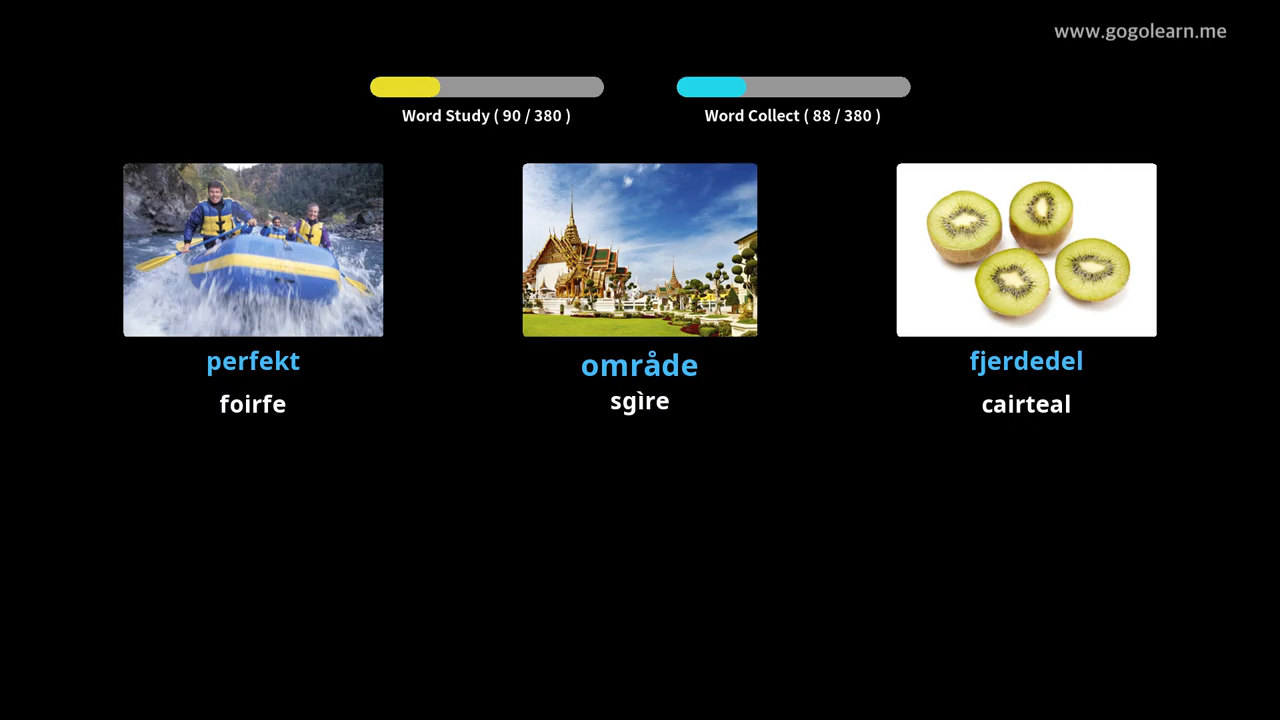 www.gogolearn.me
Word Study ( 90 / 380 )
Word Collect ( 88 / 380 )
perfekt
foirfe
område
sgìre
fjerdedel
cairteal